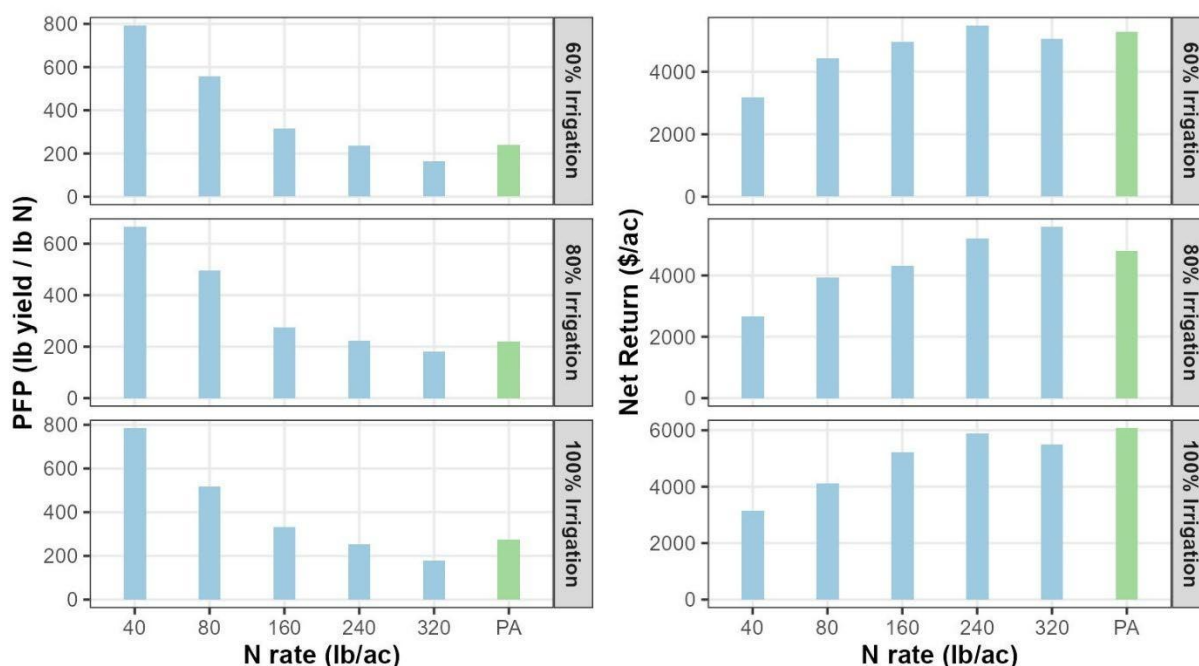 PFP (lb yield / lb N)
800
600
400
200
0
60% Irrigation
600
400
200
0
80% Irrigation
800
600
400
200
0
100% Irrigation
40 80 160 240 320 PA
N rate (lb/ac)
Net Return ($/ac)
4000
2000
0
60% Irrigation
4000
2000
0
80% Irrigation
6000
4000
2000
0
100% Irrigation
40 80 160 240 320 PA
N rate (lb/ac)